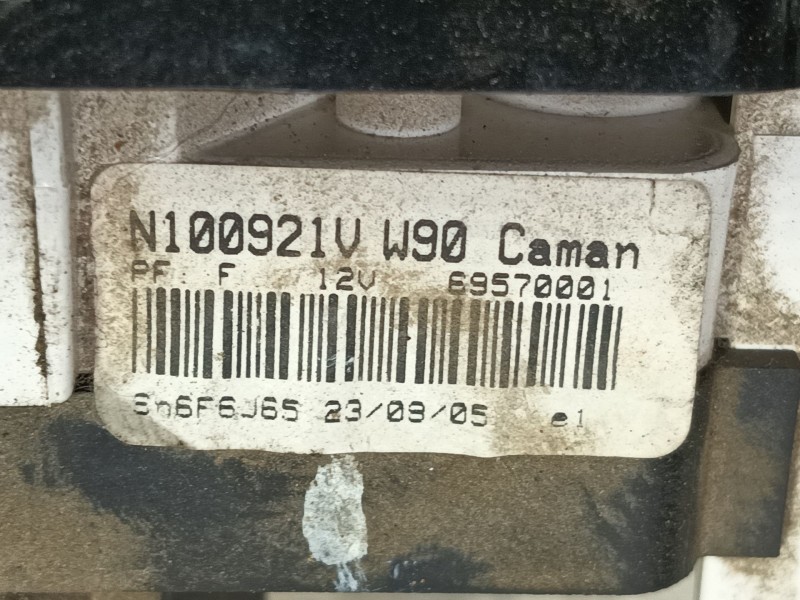 N100921V W90 Caman
PF F 12V 69570001
Sn6F6J65 23/09/05 e1